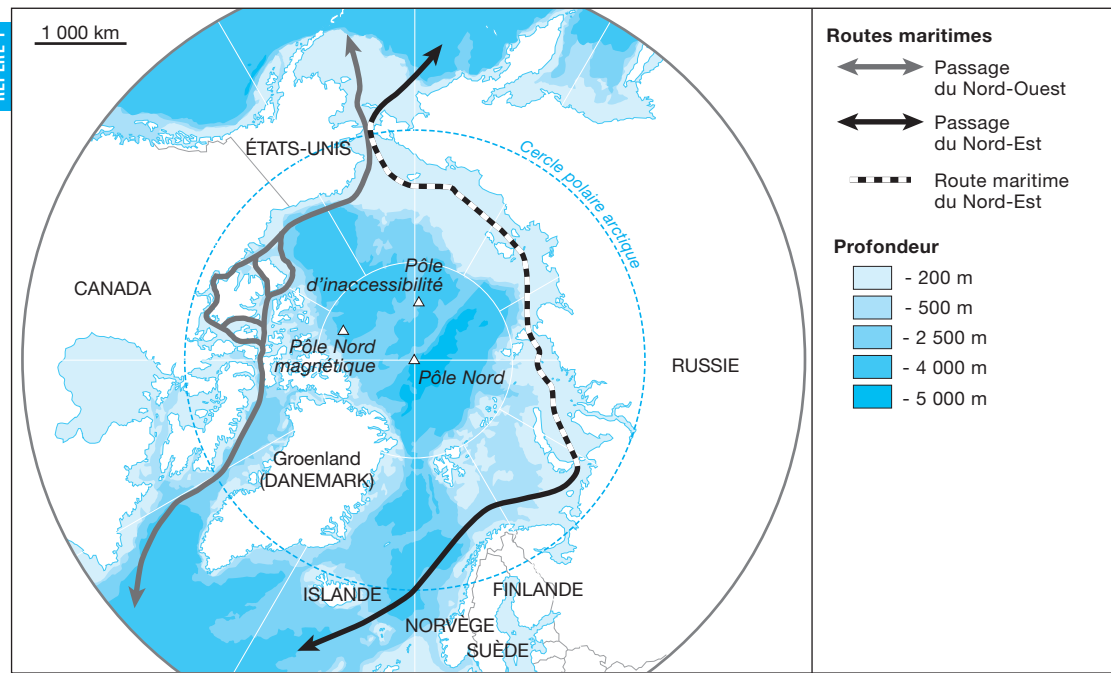 1 000 km
ÉTATS-UNIS
Cercle polaire arctique
CANADA
Pôle
d'inaccessibilité
Pôle Nord
magnétique
Pôle Nord
RUSSIE
Groenland
(DANEMARK)
ISLANDE
FINLANDE
NORVÈGE
SUÈDE
Routes maritimes
Passage
du Nord-Ouest
Passage
du Nord-Est
Route maritime
du Nord-Est
Profondeur
- 200 m
- 500 m
- 2 500 m
- 4 000 m
- 5 000 m